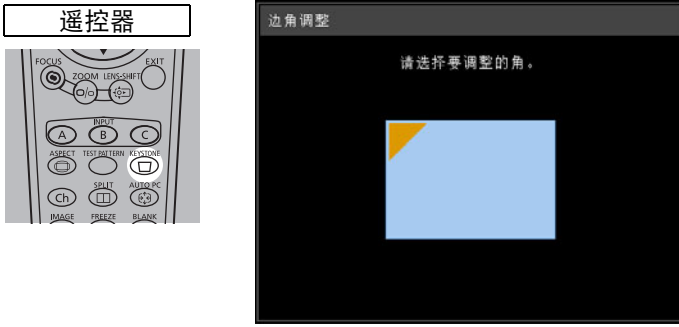 遥控器
FOCUS
EXIT
ZOOM LENS-SHIFT
INPUT
A B C
ASPECT TEST PATTERN KEYSTONE
SPLIT AUTO PC
Ch
IMAGE FREEZE BLANK
边角调整
请选择要调整的角。